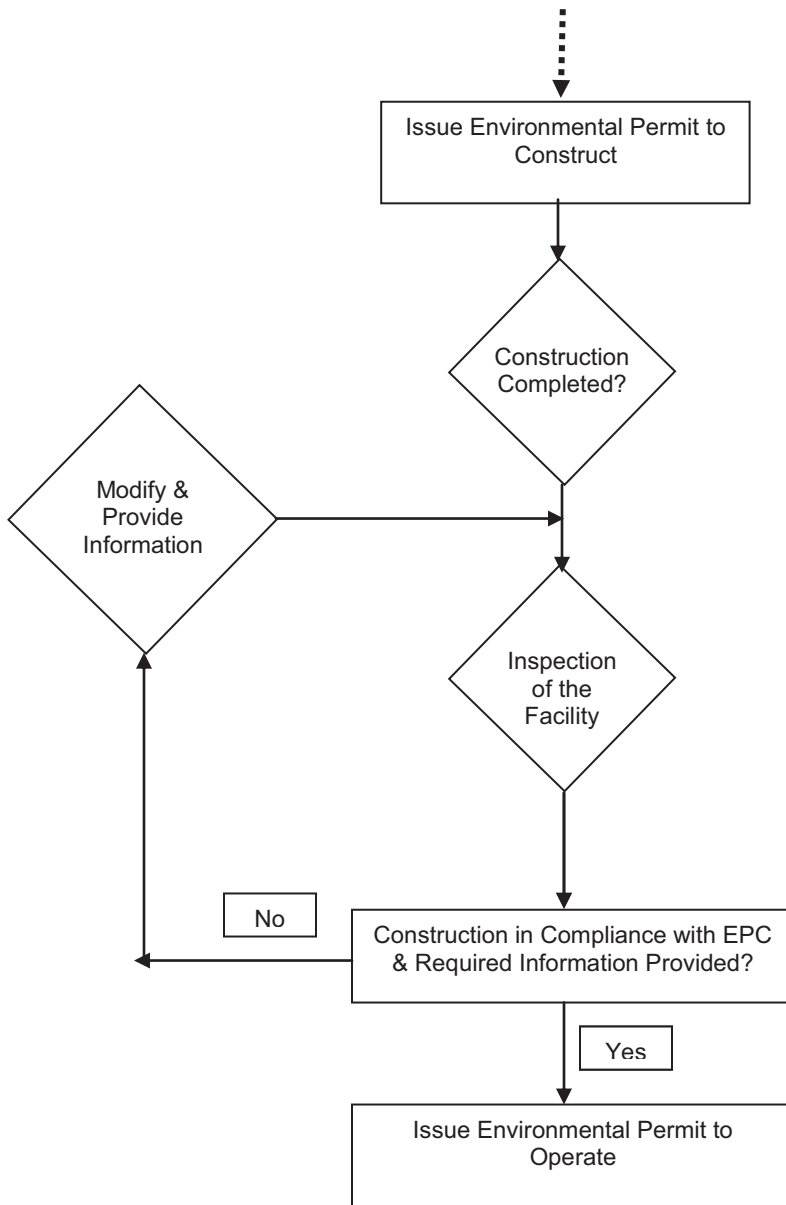 Issue Environmental Permit to
Construct
Construction
Completed?
Modify &
Provide
Information
Inspection
of the
Facility
No
Construction in Compliance with EPC
& Required Information Provided?
Yes
Issue Environmental Permit to
Operate